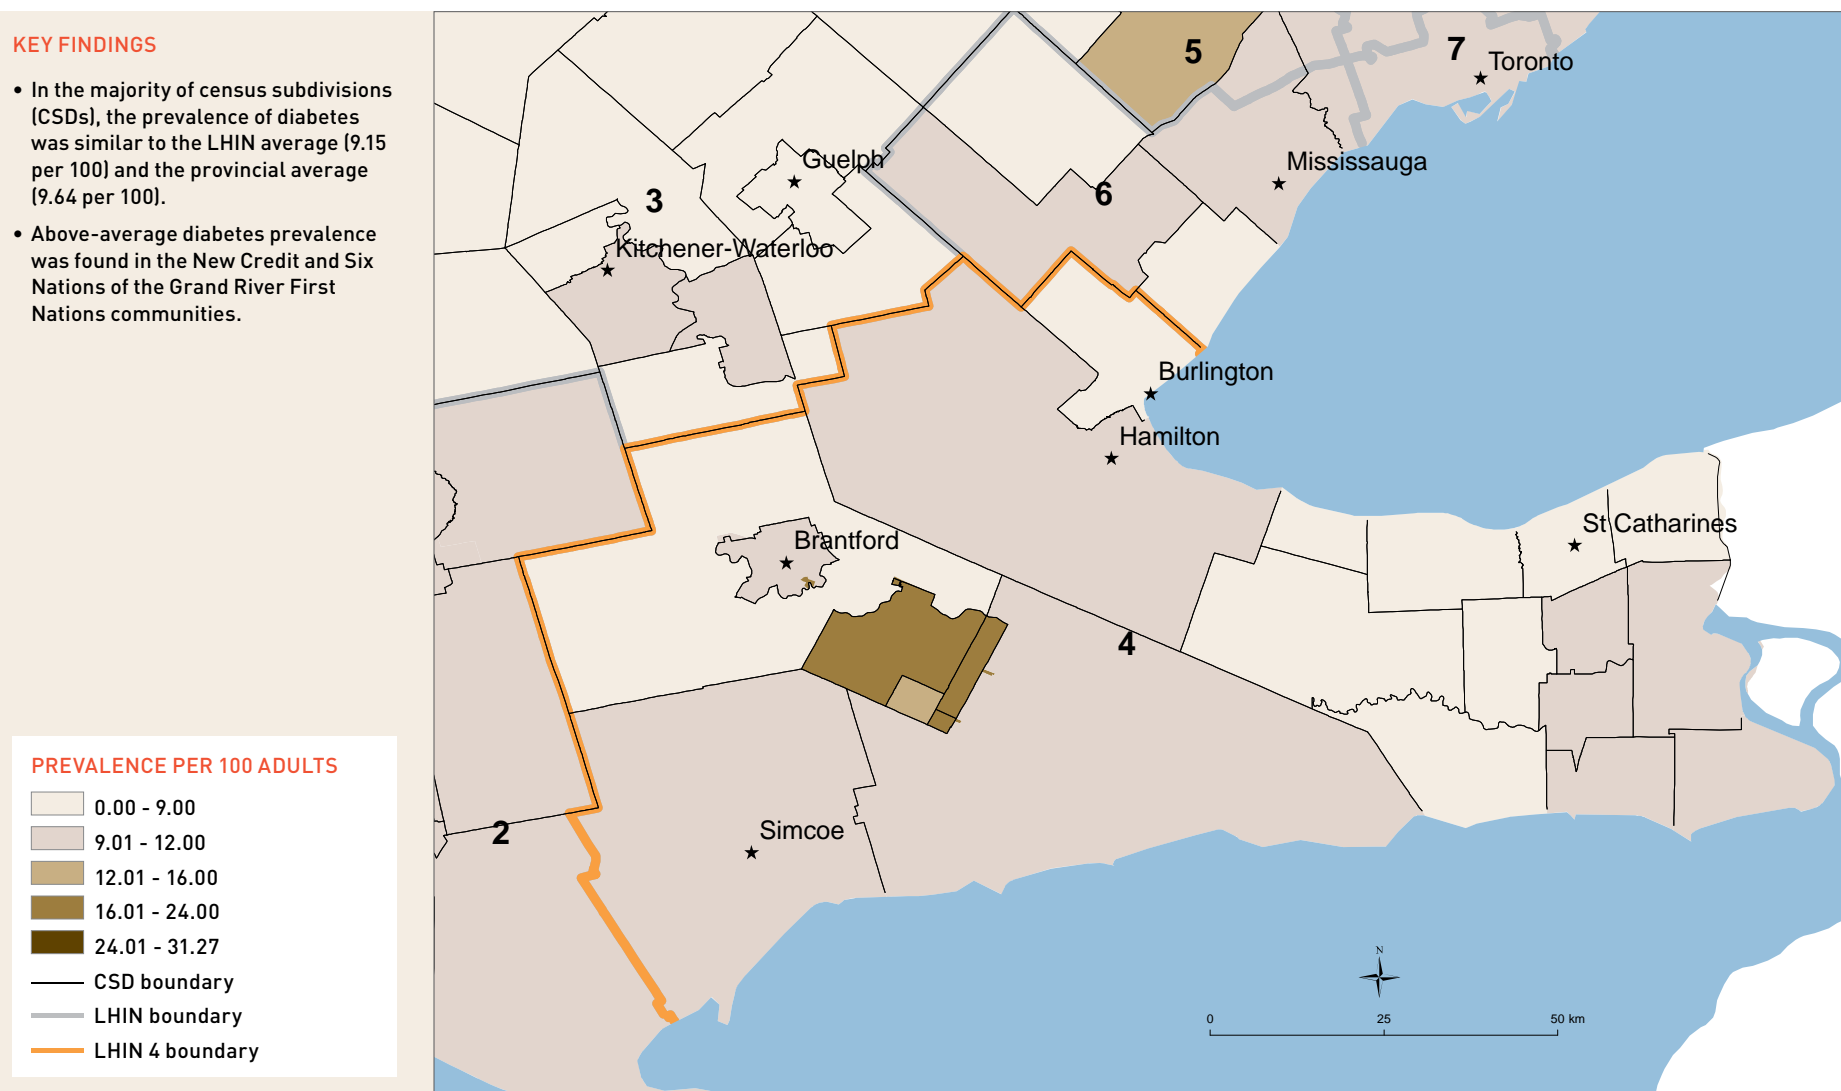 KEY FINDINGS
• In the majority of census subdivisions
(CSDs), the prevalence of diabetes
was similar to the LHIN average (9.15
per 100) and the provincial average
(9.64 per 100).
• Above-average diabetes prevalence
was found in the New Credit and Six
Nations of the Grand River First
Nations communities.
PREVALENCE PER 100 ADULTS
0.00 - 9.00
9.01 - 12.00
12.01 - 16.00
16.01 - 24.00
24.01 - 31.27
CSD boundary
LHIN boundary
LHIN 4 boundary
5
7
Toronto
Guelph
Mississauga
3
6
Kitchener-Waterloo
Burlington
Hamilton
St Catharines
Brantford
4
2
Simcoe
N
0 25 50 km